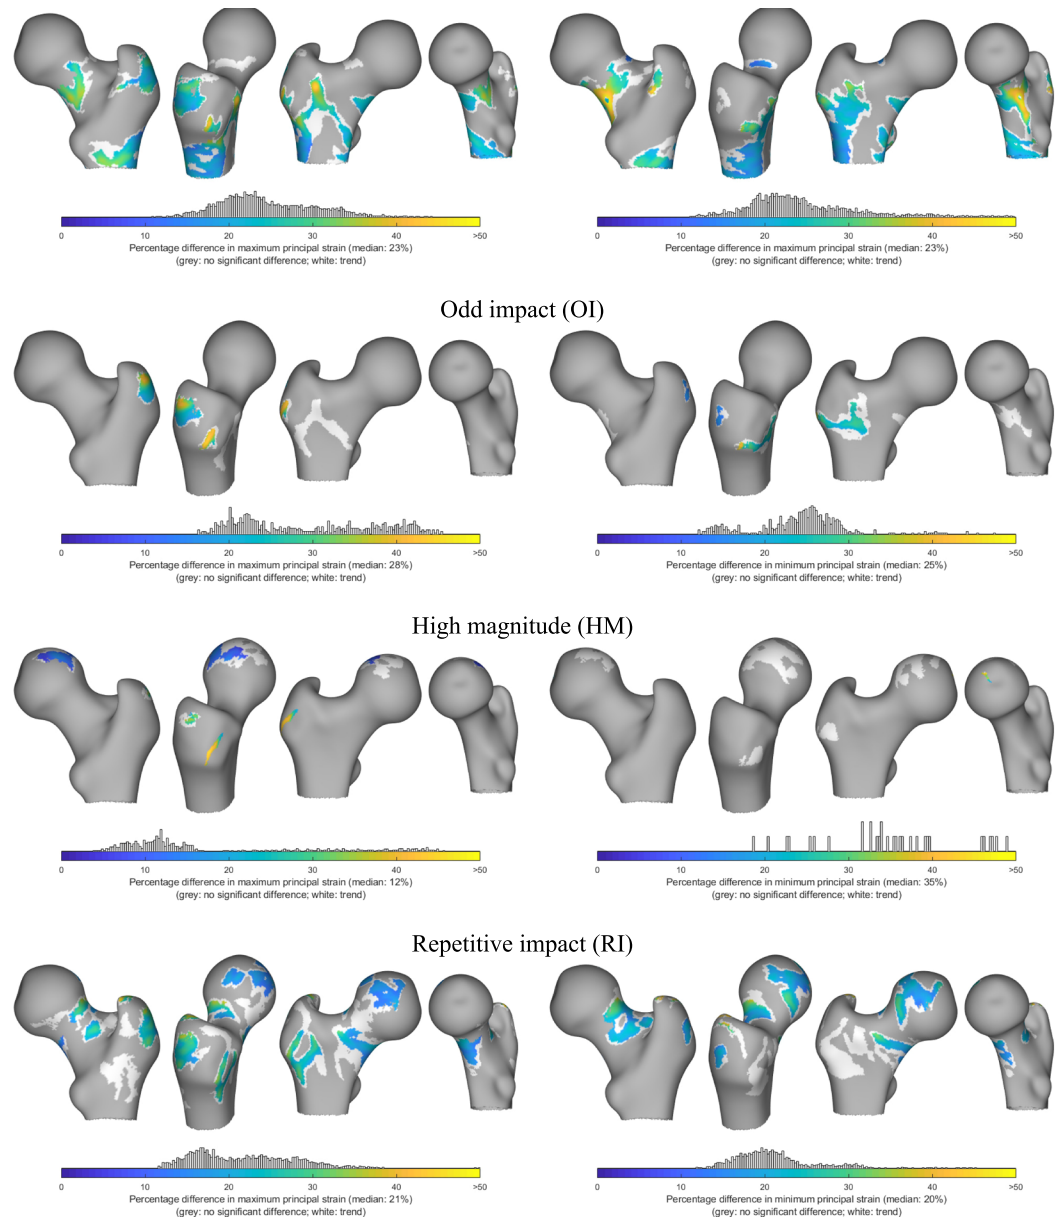 0 10 20 30 40 >50
Percentage difference in maximum principal strain (median: 23%)
(grey: no significant difference; white: trend)
0 10 20 30 40 >50
Percentage difference in maximum principal strain (median: 23%)
(grey: no significant difference; white: trend)
Odd impact (OI)
0 10 20 30 40 >50
Percentage difference in maximum principal strain (median: 28%)
(grey: no significant difference; white: trend)
0 10 20 30 40 >50
Percentage difference in minimum principal strain (median: 25%)
(grey: no significant difference; white: trend)
High magnitude (HM)
0 10 20 30 40 >50
Percentage difference in maximum principal strain (median: 12%)
(grey: no significant difference; white: trend)
0 10 20 30 40 >50
Percentage difference in minimum principal strain (median: 35%)
(grey: no significant difference; white: trend)
Repetitive impact (RI)
0 10 20 30 40 >50
Percentage difference in maximum principal strain (median: 21%)
(grey: no significant difference; white: trend)
0 10 20 30 40 >50
Percentage difference in minimum principal strain (median: 20%)
(grey: no significant difference; white: trend)